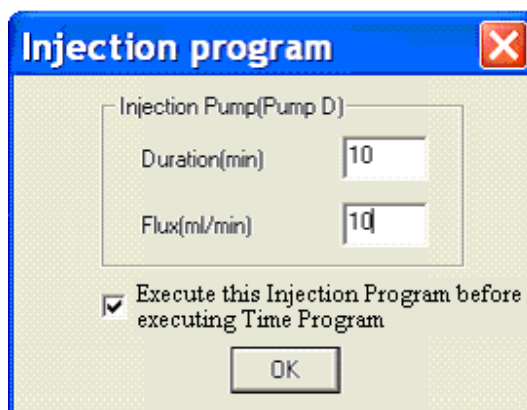 Injection program
Injection Pump(Pump D)
Duration(min) 10
Flux(ml/min) 10
Execute this Injection Program before
executing Time Program
OK